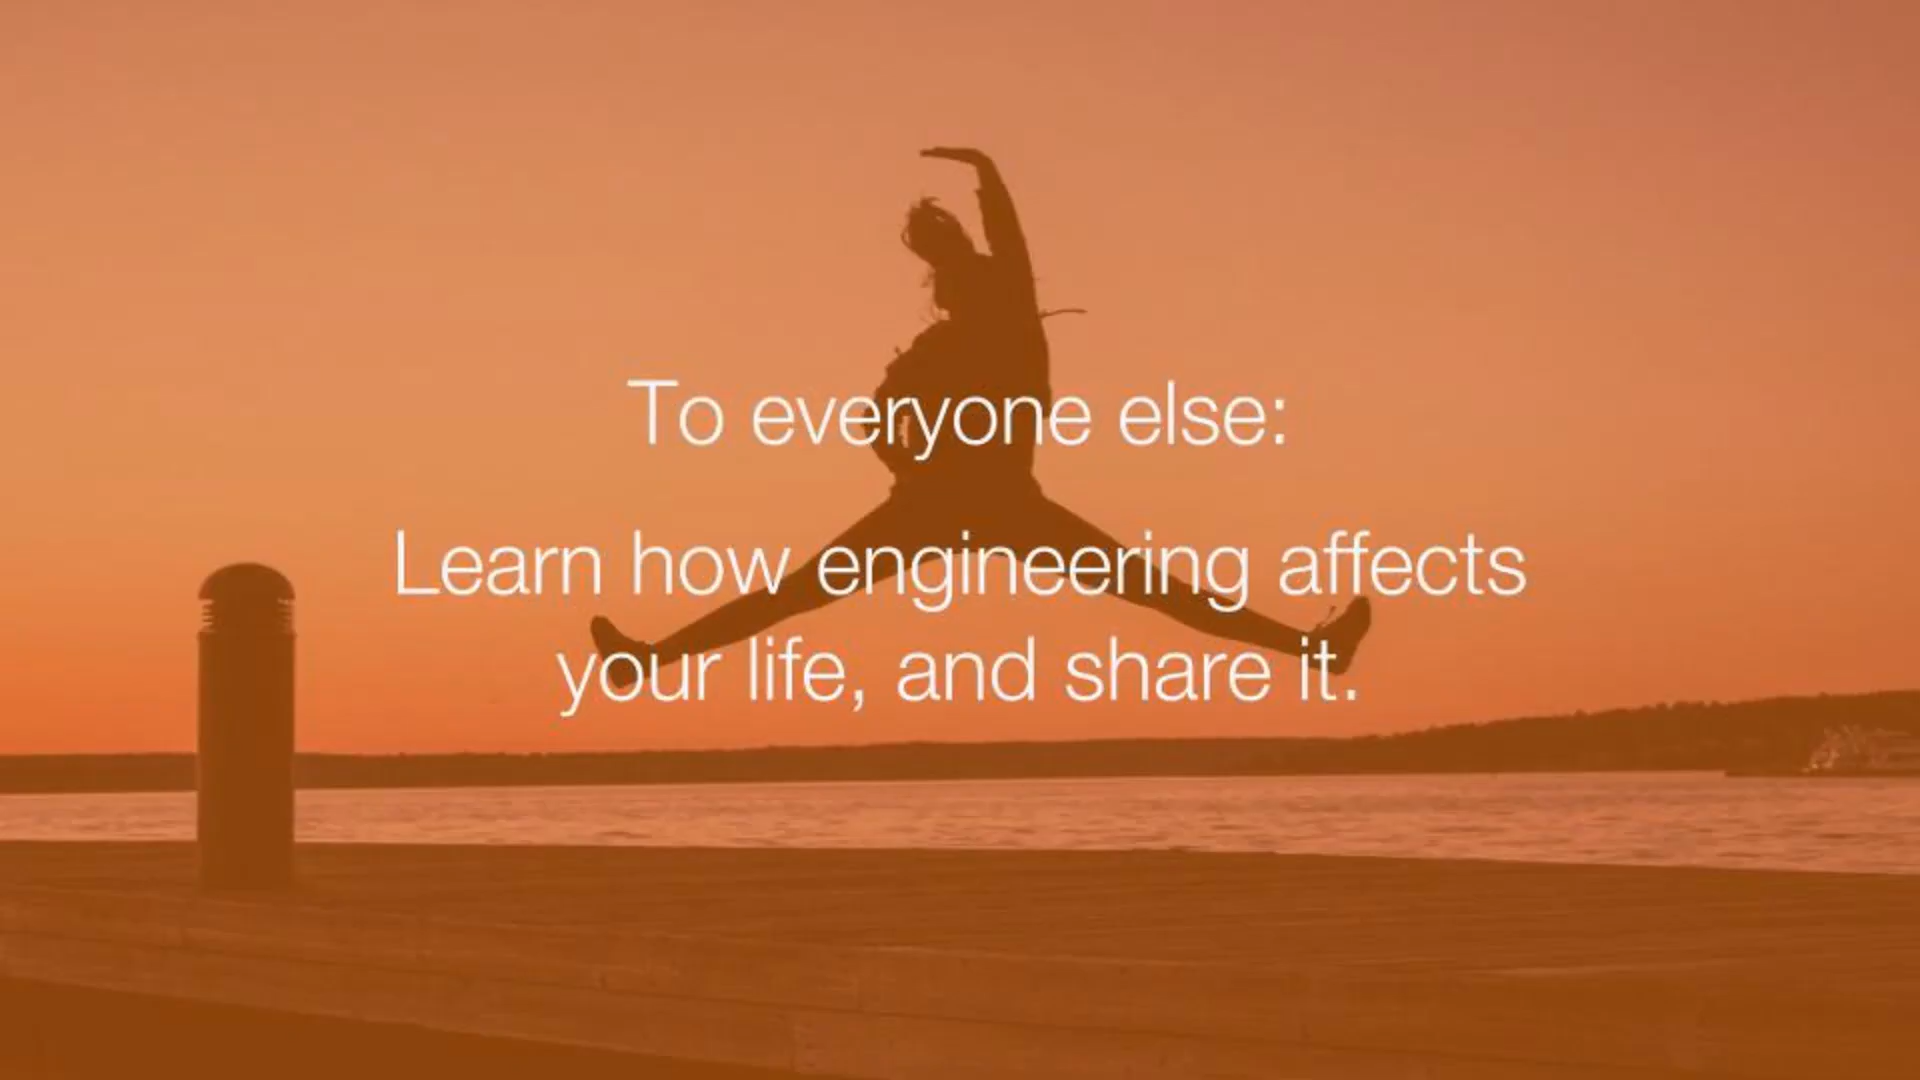 To everyone else:
Learn how engineering affects
your life, and share it.